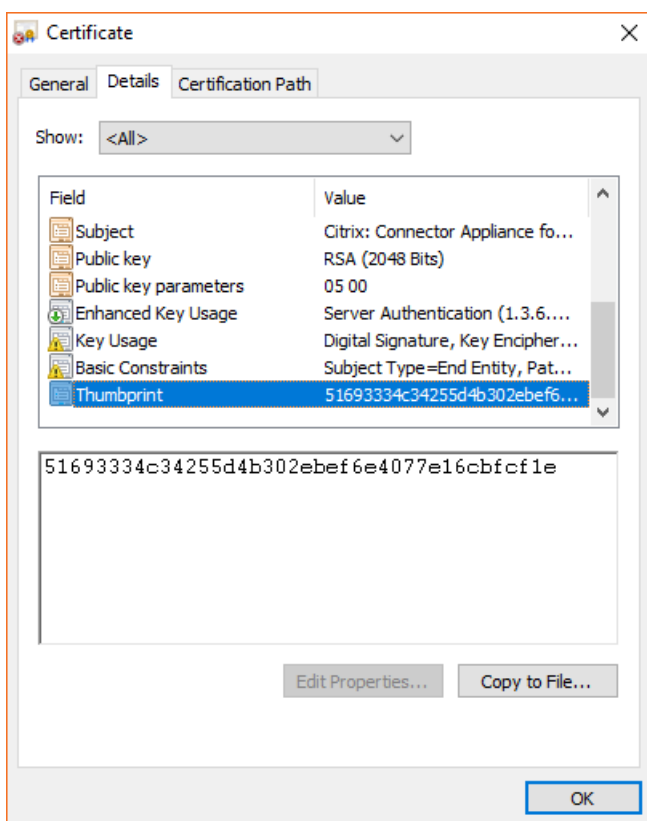 Certificate
General Details Certification Path
Show: <All>
Field Value
Subject Citrix: Connector Appliance fo...
Public key RSA (2048 Bits)
Public key parameters 05 00
Enhanced Key Usage Server Authentication (1.3.6....
Key Usage Digital Signature, Key Encipher...
Basic Constraints Subject Type=End Entity, Pat...
Thumbprint 51693334c34255d4b302ebef6...
51693334c34255d4b302ebef6e4077e16cbfcf1e
Edit Properties... Copy to File...
OK